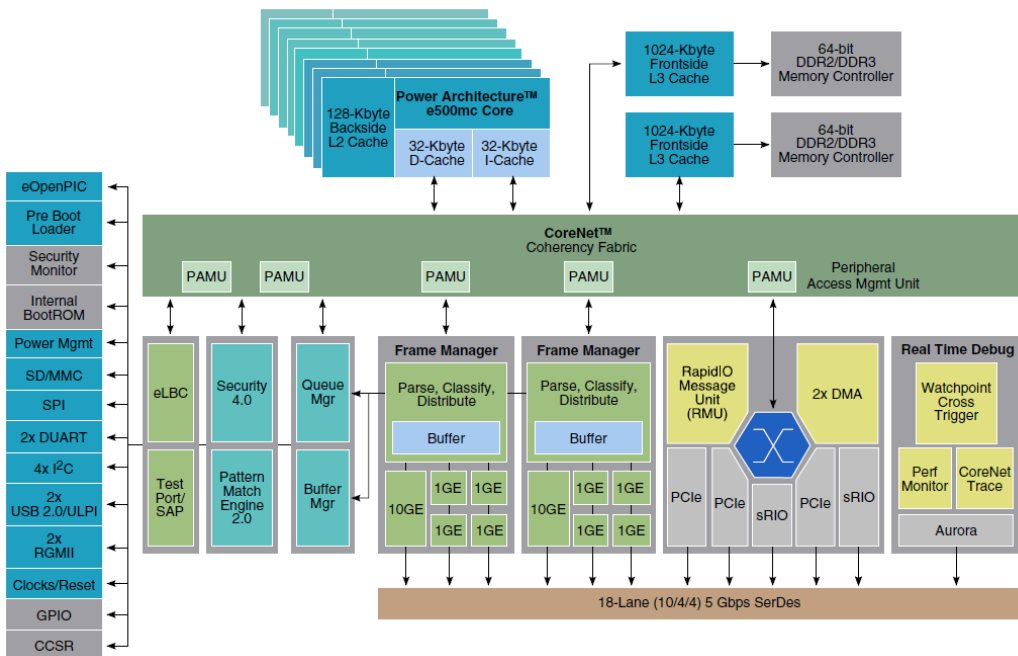 128-Kbyte
Backside
L2 Cache
Power Architecture™
e500mc Core
32-Kbyte
D-Cache
32-Kbyte
I-Cache
1024-Kbyte
Frontside
L3 Cache
64-bit
DDR2/DDR3
Memory Controller
1024-Kbyte
Frontside
L3 Cache
64-bit
DDR2/DDR3
Memory Controller
eOpenPIC
Pre Boot
Loader
Security
Monitor
Internal
BootROM
Power Mgmt
SD/MMC
SPI
2x DUART
4x I²C
2x
USB 2.0/ULPI
2x
RGMII
Clocks/Reset
GPIO
CCSR
CoreNet™
Coherency Fabric
PAMU
PAMU
PAMU
PAMU
PAMU
Peripheral
Access Mgmt Unit
eLBC
Test
Port/
SAP
Security
4.0
Pattern
Match
Engine
2.0
Queue
Mgr
Buffer
Mgr
Frame Manager
Parse, Classify,
Distribute
Buffer
10GE
1GE
1GE
1GE
1GE
Frame Manager
Parse, Classify,
Distribute
Buffer
10GE
1GE
1GE
1GE
1GE
RapidIO
Message
Unit
(RMU)
2x DMA
PCIe
PCIe
sRIO
PCIe
sRIO
Real Time Debug
Watchpoint
Cross
Trigger
Perf
Monitor
CoreNet
Trace
Aurora
18-Lane (10/4/4) 5 Gbps SerDes